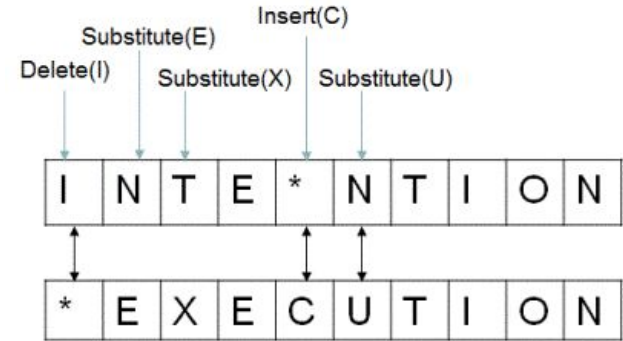 Insert(C)
Substitute(E)
Delete(I)
Substitute(X) Substitute(U)
I N T E * N T I O N
* E X E C U T I O N